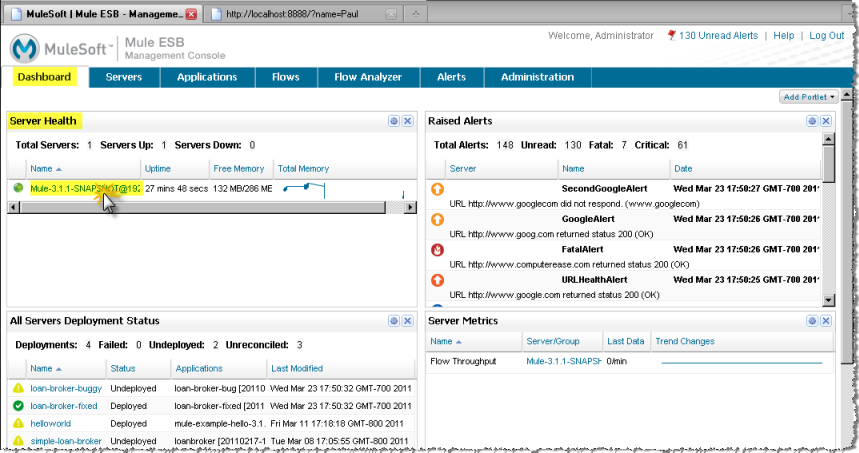 MuleSoft | Mule ESB - Manageme...
http://localhost:8888/?name=Paul
MuleSoft
Mule ESB
Management Console
Welcome, Administrator 130 Unread Alerts | Help | Log Out
Dashboard Servers Applications Flows Flow Analyzer Alerts Administration
Add Portlet
Server Health
Total Servers: 1 Servers Up: 1 Servers Down: 0
Name Uptime Free Memory Total Memory
Mule-3.1.1-SNAPSHOT@192 27 mins 48 secs 132 MB/286 ME
Raised Alerts
Total Alerts: 148 Unread: 130 Fatal: 7 Critical: 61
Server Name Date
SecondGoogleAlert Wed Mar 23 17:50:27 GMT-700 201
URL http://www.googlecom did not respond. (www.googlecom)
GoogleAlert Wed Mar 23 17:50:26 GMT-700 201
URL http://www.goog.com returned status 200 (OK)
FatalAlert Wed Mar 23 17:50:26 GMT-700 201
URL http://www.computerease.com returned status 200 (OK)
URLHealthAlert Wed Mar 23 17:50:25 GMT-700 201
URL http://www.google.com returned status 200 (OK)
All Servers Deployment Status
Deployments: 4 Failed: 0 Undeployed: 2 Unreconciled: 3
Name Status Applications Last Modified
loan-broker-buggy Undeployed loan-broker-bug [20110 Wed Mar 23 17:50:32 GMT-700 2011
loan-broker-fixed Deployed loan-broker-fixed [2011 Wed Mar 23 17:50:32 GMT-700 2011
helloworld Deployed mule-example-hello-3.1. Fri Mar 11 17:18:18 GMT-800 2011
simple-loan-broker Undeployed loanbroker [20110217-1 Tue Mar 08 17:05:55 GMT-800 2011
Server Metrics
Name Server/Group Last Data Trend Changes
Flow Throughput Mule-3.1.1-SNAPSH 0/min